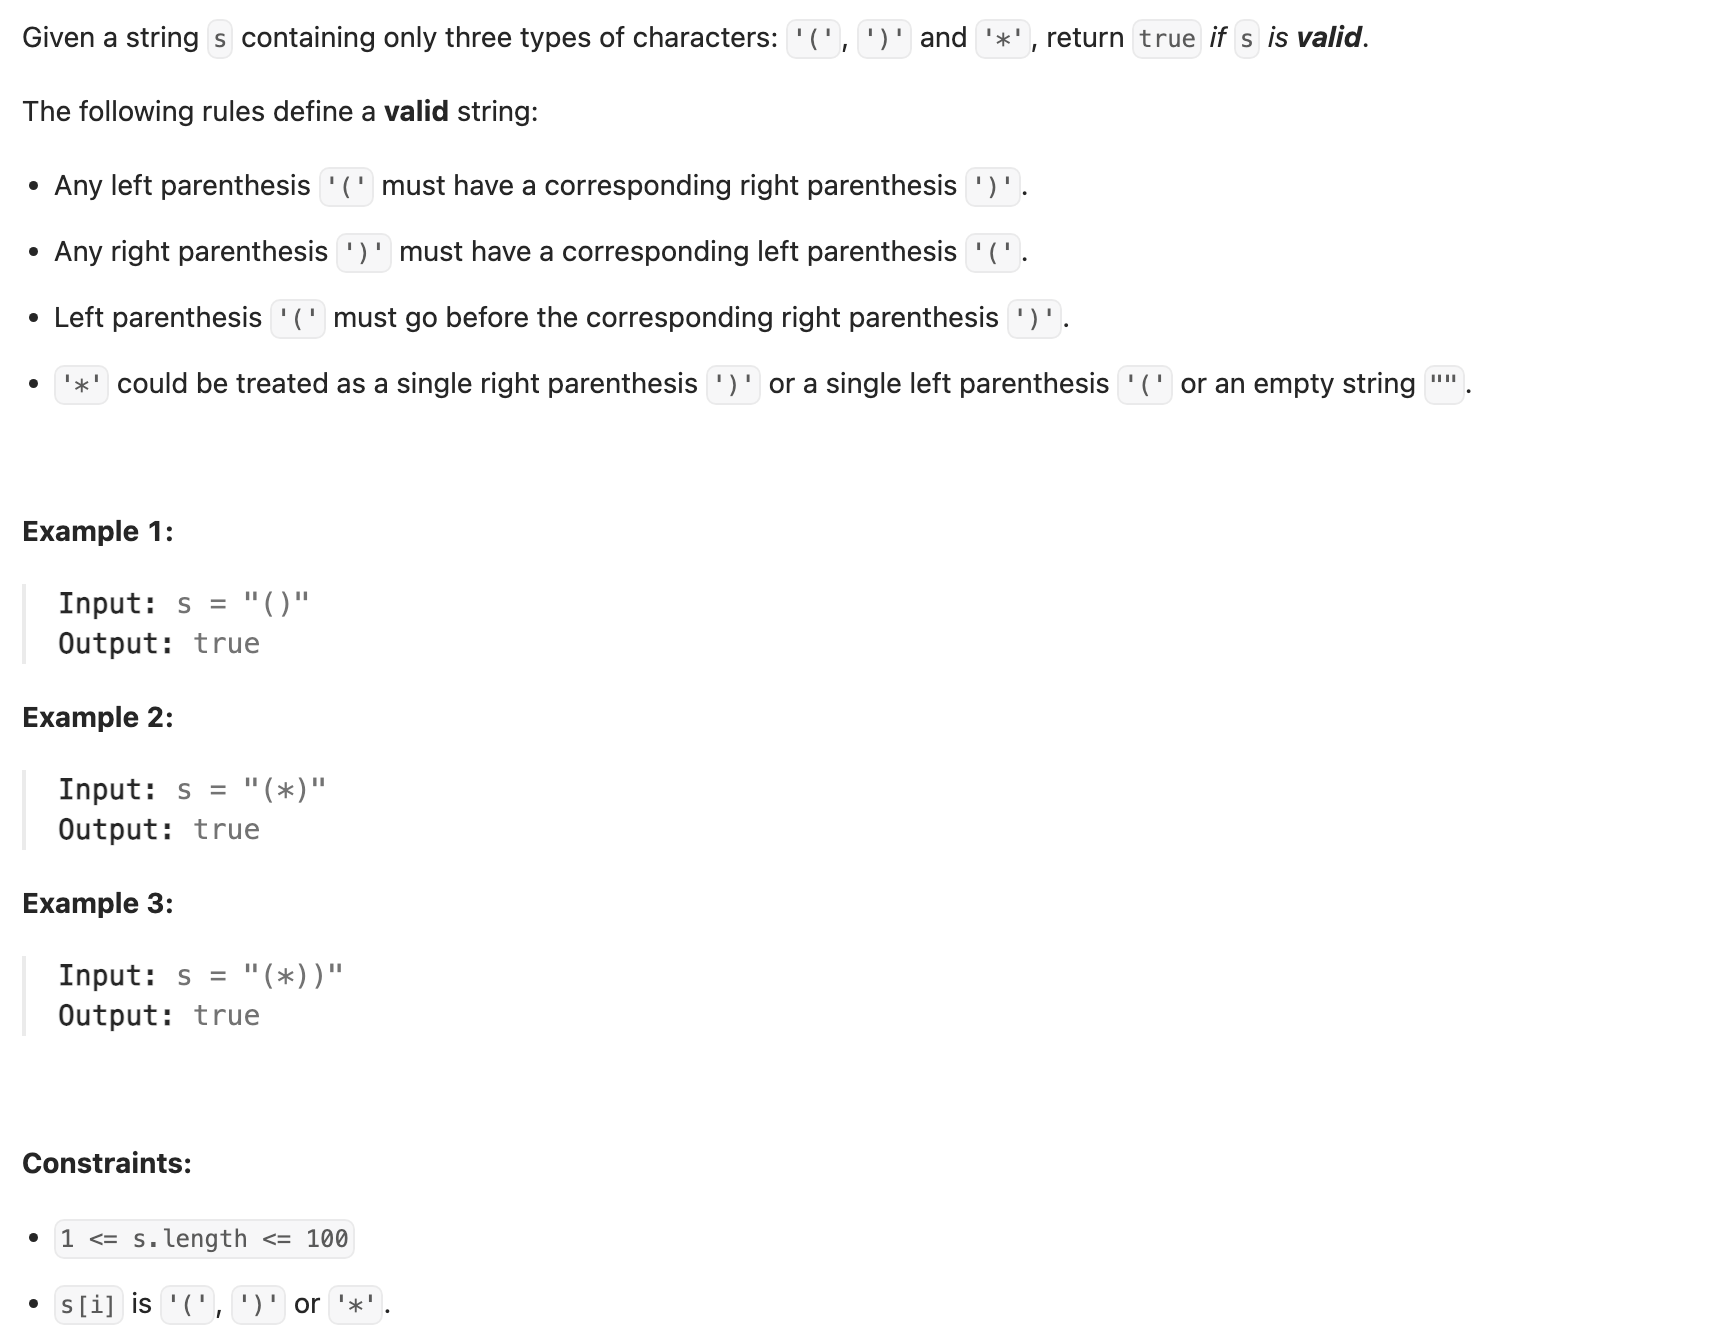 Given a string s containing only three types of characters: '(', ')' and '*', return true if s is valid.
The following rules define a valid string:
• Any left parenthesis '(' must have a corresponding right parenthesis ')'.
• Any right parenthesis ')' must have a corresponding left parenthesis '('.
• Left parenthesis '(' must go before the corresponding right parenthesis ')'.
• '*' could be treated as a single right parenthesis ')' or a single left parenthesis '(' or an empty string "".
Example 1:
Input: s = "()"
Output: true
Example 2:
Input: s = "(*)"
Output: true
Example 3:
Input: s = "(*))"
Output: true
Constraints:
• 1 <= s.length <= 100
• s[i] is '(', ')' or '*'.